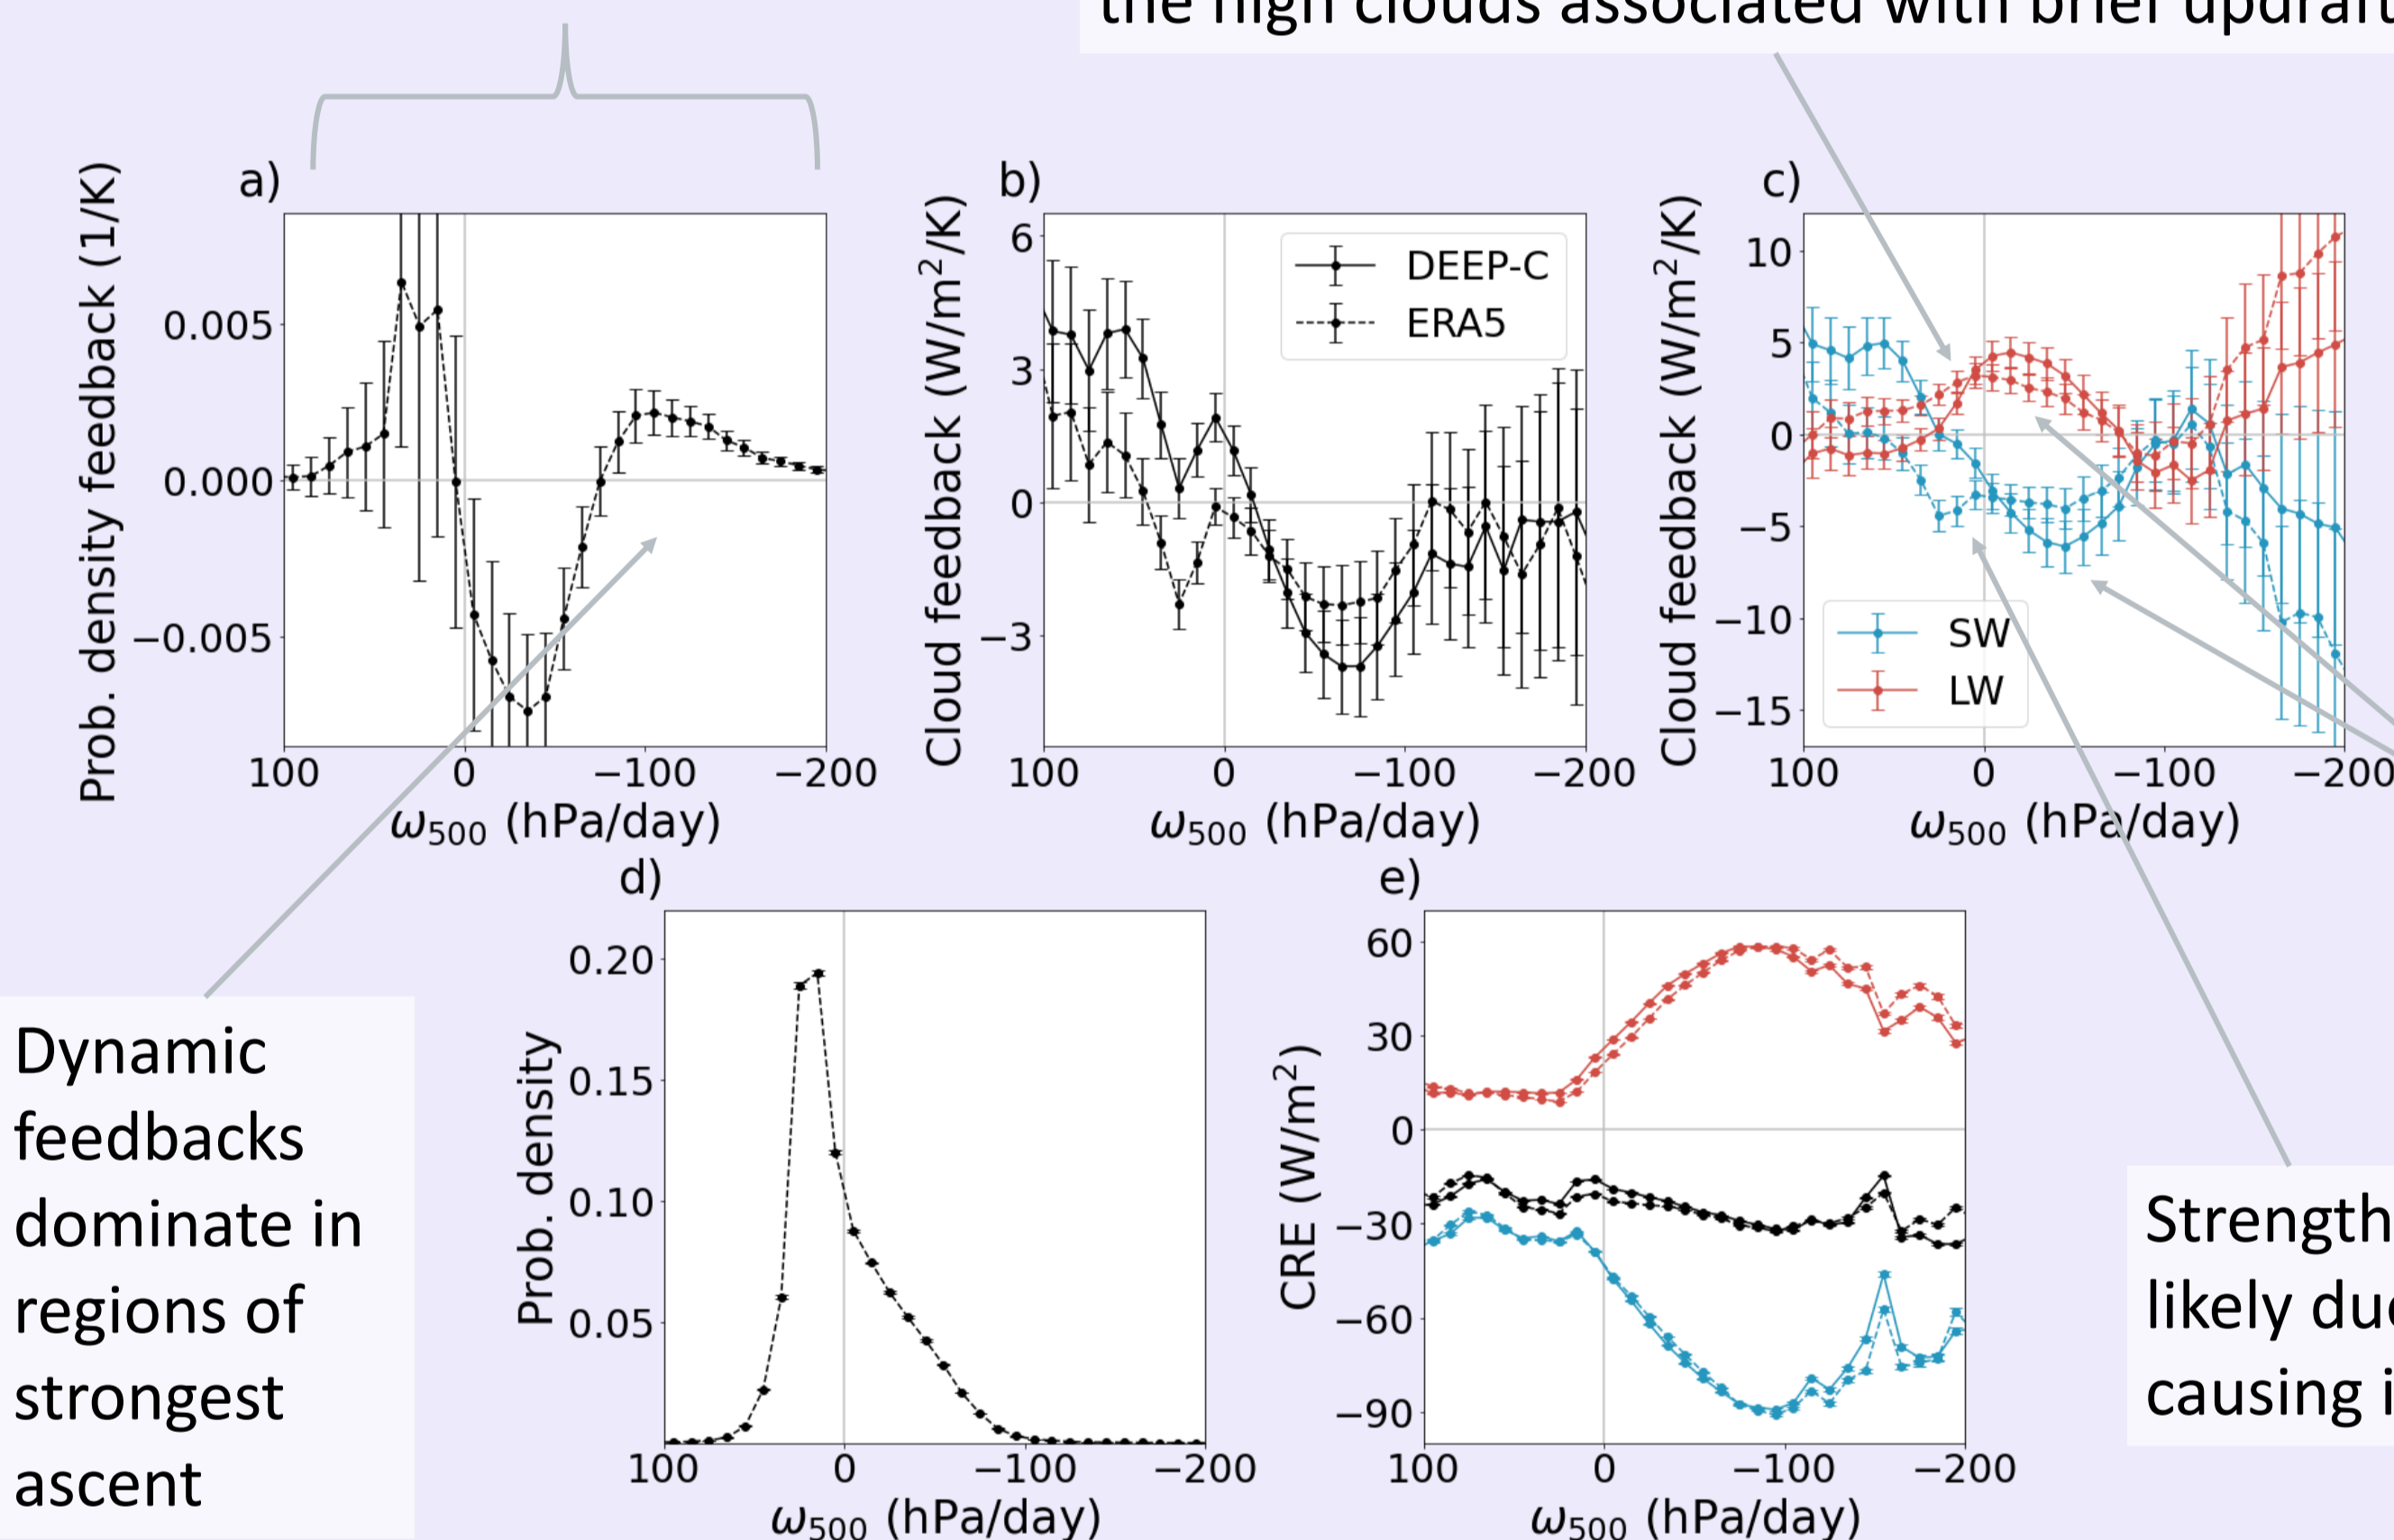 the high clouds associated with brief updraft
a)
Prob. density feedback (1/K)
0.005
0.000
−0.005
100
0
−100
−200
ω500 (hPa/day)
b)
Cloud feedback (W/m2/K)
6
3
0
−3
DEEP-C
ERA5
100
0
−100
−200
ω500 (hPa/day)
c)
Cloud feedback (W/m2/K)
10
5
0
−5
−10
−15
SW
LW
100
0
−100
−200
ω500 (hPa/day)
d)
Prob. density
0.20
0.15
0.10
0.05
100
0
−100
−200
ω500 (hPa/day)
e)
CRE (W/m2)
60
30
0
−30
−60
−90
100
0
−100
−200
ω500 (hPa/day)
Dynamic
feedbacks
dominate in
regions of
strongest
ascent
Strength
likely du
causing i